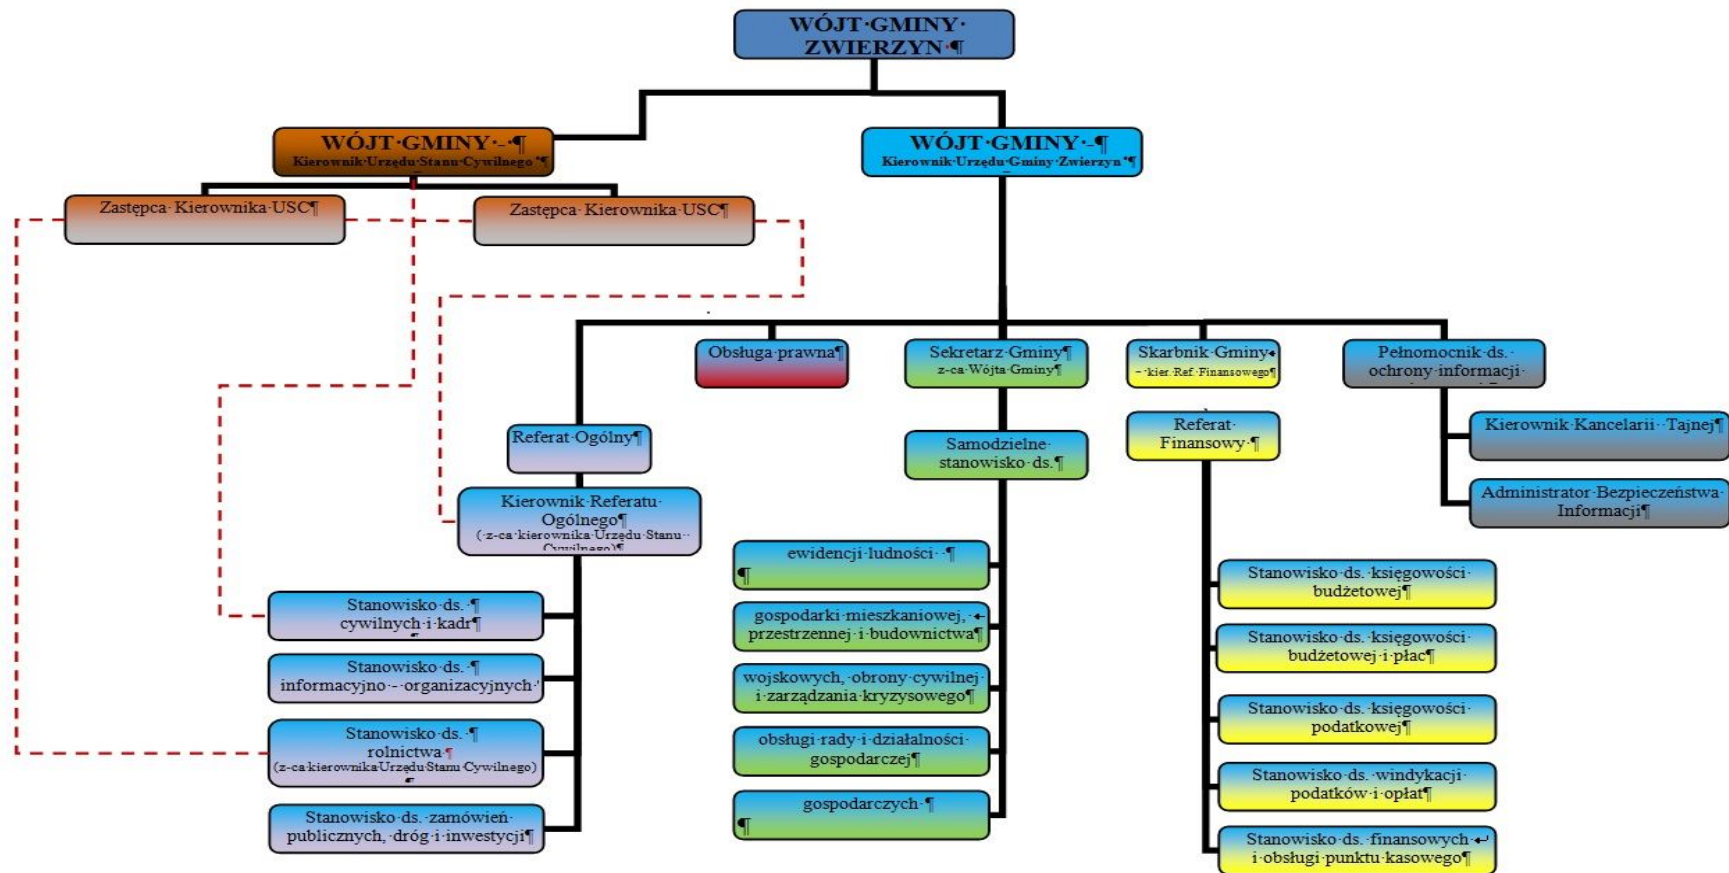 WÓJT GMINY
ZWIERZYN ¶
WÓJT GMINY - ¶
Kierownik Urzędu Stanu Cywilnego ¶
WÓJT GMINY -¶
Kierownik Urzędu Gminy Zwierzyn ¶
Zastępca Kierownika USC¶
Zastępca Kierownika USC¶
Obsługa prawna¶
Sekretarz Gminy¶
z-ca Wójta Gminy¶
Skarbnik Gminy
- kier. Ref. Finansowego¶
Pełnomocnik ds.
ochrony informacji
Referat Ogólny¶
Samodzielne
stanowisko ds.¶
Referat
Finansowy ¶
Kierownik Kancelarii Tajnej¶
Administrator Bezpieczeństwa
Informacji¶
Kierownik Referatu
Ogólnego¶
( z-ca kierownika Urzędu Stanu
Cywilnego)¶
Stanowisko ds. ¶
cywilnych i kadr¶
¶
Stanowisko ds. ¶
informacyjno - organizacyjnych
Stanowisko ds. ¶
rolnictwa ¶
(z-ca kierownika Urzędu Stanu Cywilnego)
¶
Stanowisko ds. zamówień
publicznych, dróg i inwestycji¶
ewidencji ludności ¶
¶
gospodarki mieszkaniowej,
przestrzennej i budownictwa¶
wojskowych, obrony cywilnej
i zarządzania kryzysowego¶
obsługi rady i działalności
gospodarczej¶
gospodarczych ¶
¶
Stanowisko ds. księgowości
budżetowej¶
Stanowisko ds. księgowości
budżetowej i płac¶
Stanowisko ds. księgowości
podatkowej¶
Stanowisko ds. windykacji
podatków i opłat¶
Stanowisko ds. finansowych ↵
i obsługi punktu kasowego¶